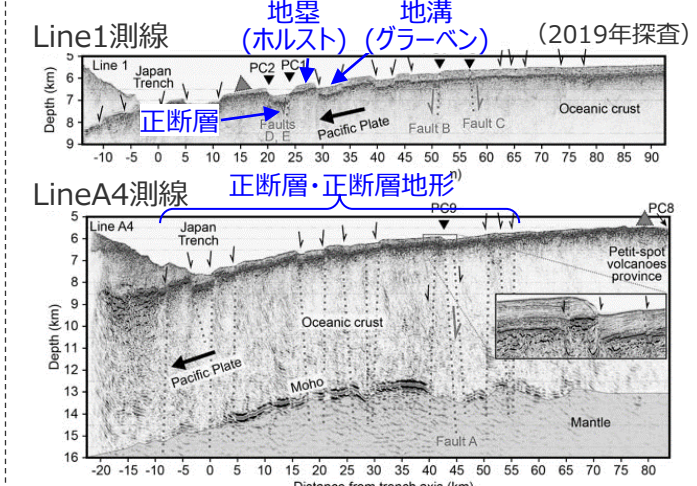 Line1測線
地塁
(ホルスト)
地溝
(グラーベン)
(2019年探査)
Line 1
Japan
Trench
PC2
PC1
正断層
Faults
D, E
Pacific Plate
Fault B
Fault C
Oceanic crust
Depth (km)
5
6
7
8
9
-10 -5 0 5 10 15 20 25 30 35 40 45 50 55 60 65 70 75 80 85 90
LineA4測線
正断層・正断層地形
Line A4
Japan
Trench
PC9
PC8
Petit-spot
volcanoes
province
Oceanic crust
Pacific Plate
Moho
Mantle
Fault A
Depth (km)
5
6
7
8
9
10
11
12
13
14
15
16
-20 -15 -10 -5 0 5 10 15 20 25 30 35 40 45 50 55 60 65 70 75 80
Distance from trench axis (km)